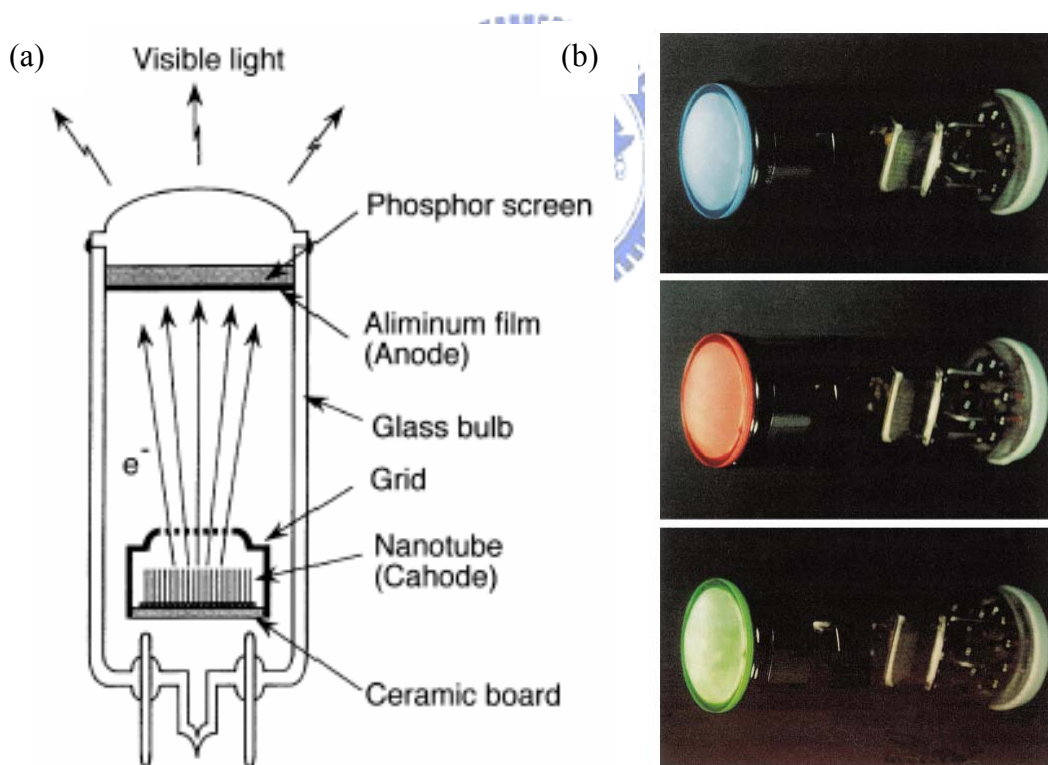 (a)
Visible light
Phosphor screen
Aliminum film
(Anode)
Glass bulb
e-
Grid
Nanotube
(Cahode)
Ceramic board
(b)